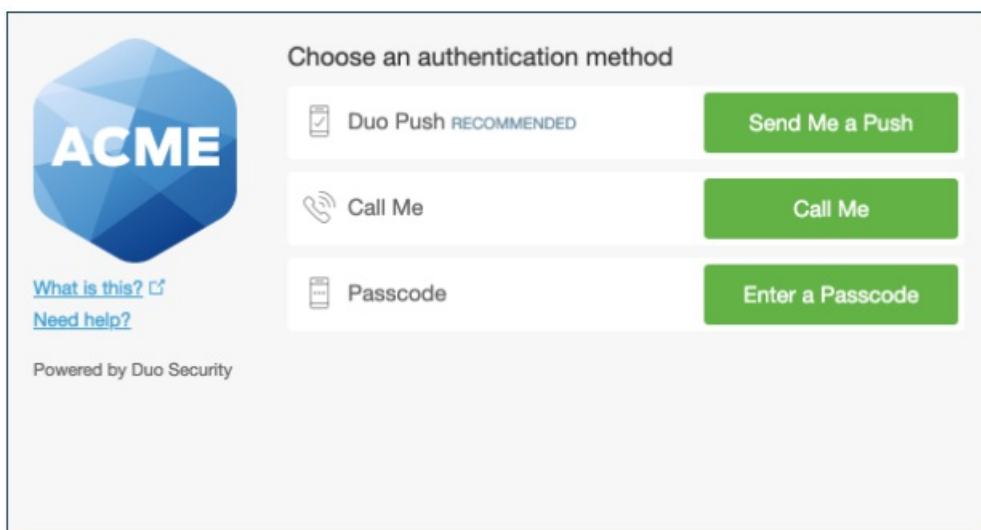 ACME
What is this?
Need help?
Powered by Duo Security
Choose an authentication method
Duo Push RECOMMENDED
Send Me a Push
Call Me
Call Me
Passcode
Enter a Passcode